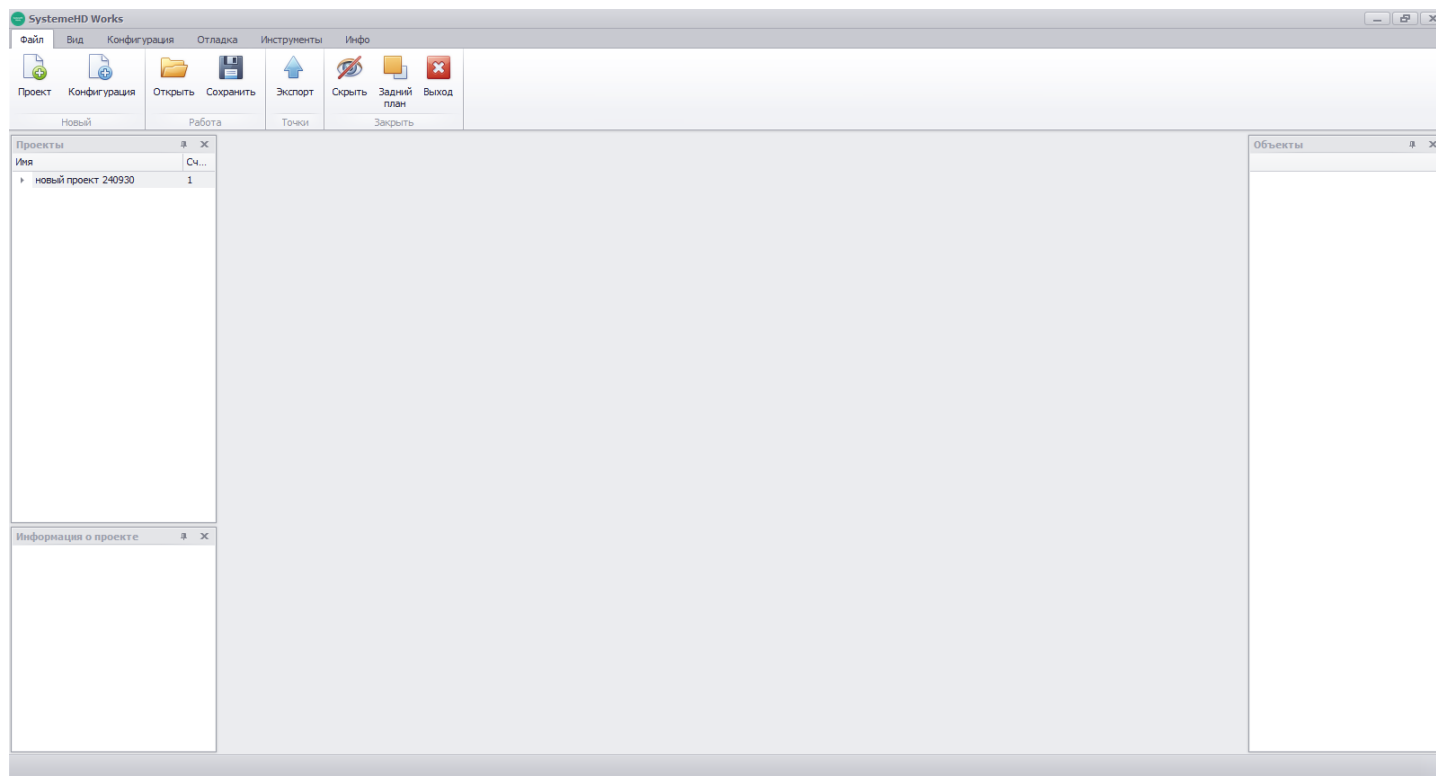 SystemeHD Works
Файл Вид Конфигурация Отладка Инструменты Инфо
Проект Конфигурация Открыть Сохранить Экспорт Скрыть Задний план Выход
Новый Работа Точки Закрыть
Проекты Объекты
Имя Сч...
новый проект 240930 1
Информация о проекте